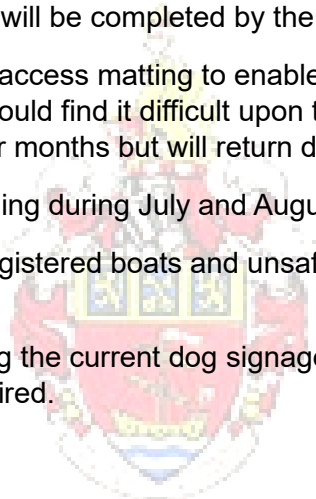 will be completed by the
access matting to enable
ould find it difficult upon t
r months but will return d
ing during July and Augu
gistered boats and unsaf
g the current dog signage
ired.